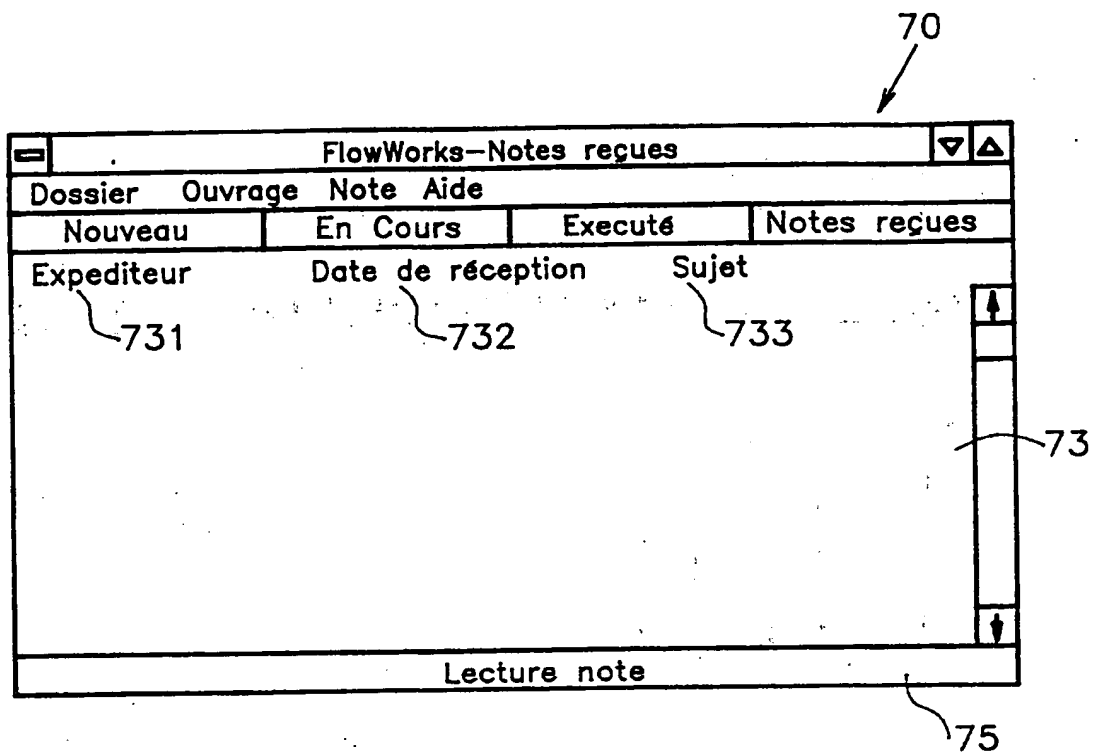 70
FlowWorks-Notes reçues
Dossier Ouvrage Note Aide
Nouveau En Cours Executé Notes reçues
Expediteur Date de réception Sujet
731 732 733
73
Lecture note
75